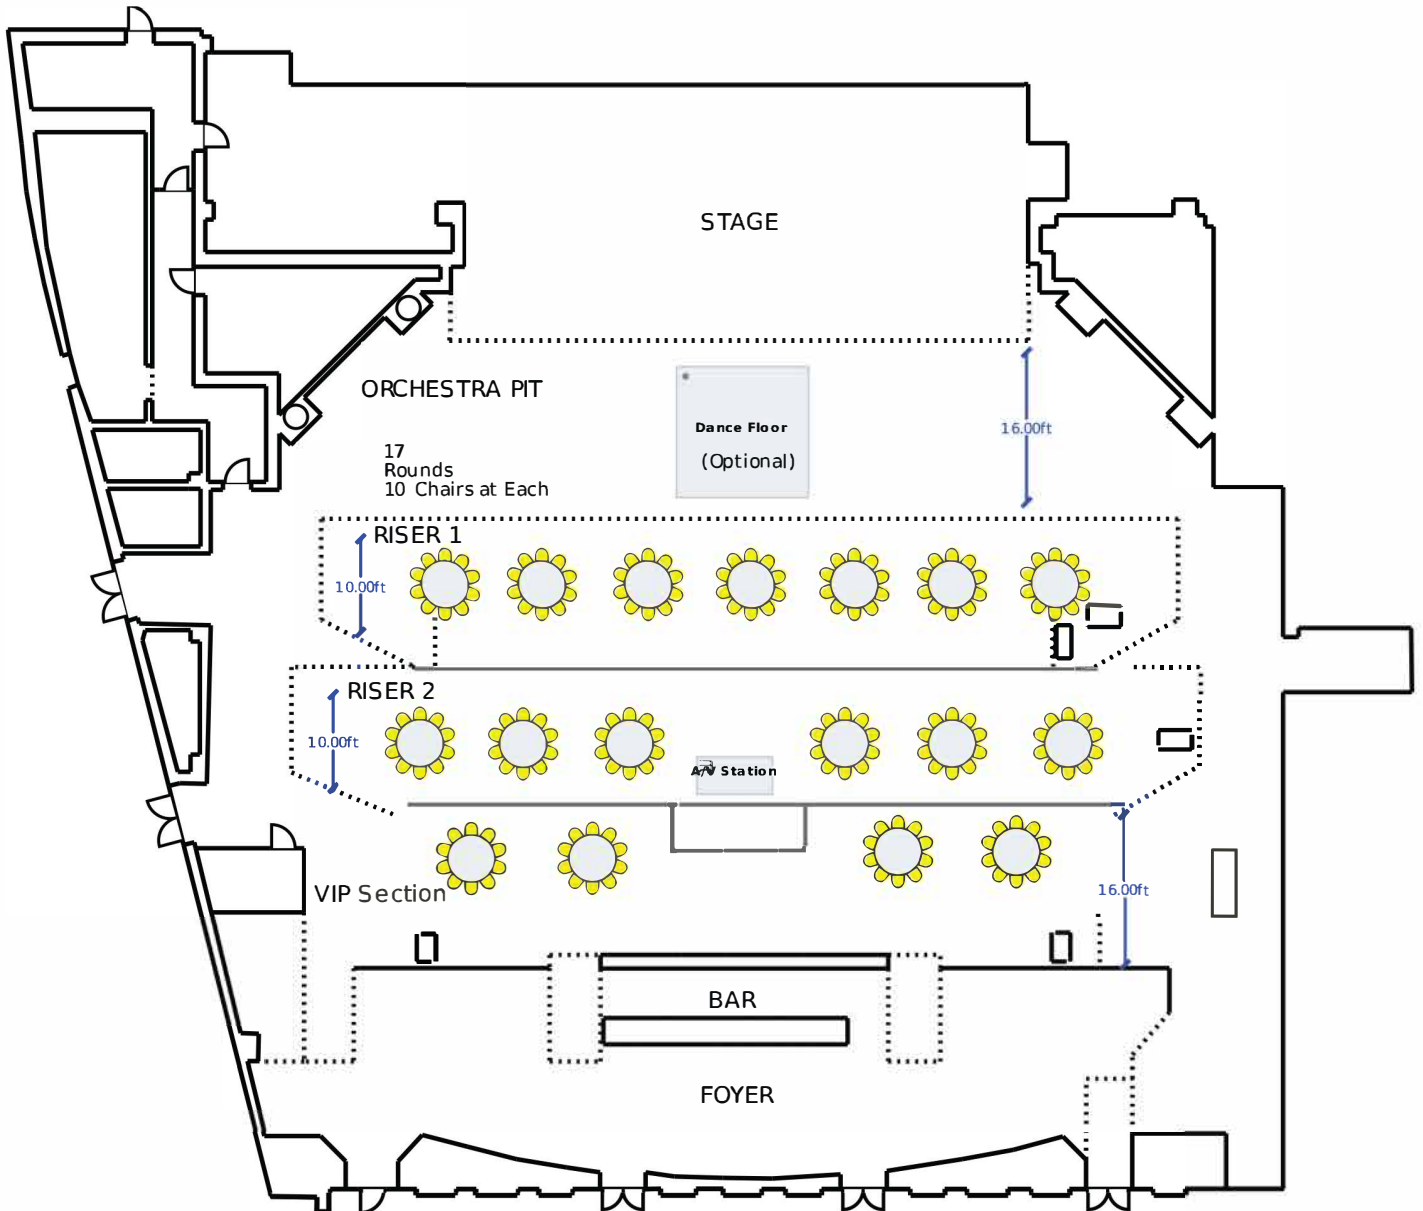 STAGE
ORCHESTRA PIT
Dance Floor
(Optional)
16.00ft
17
Rounds
10 Chairs at Each
RISER 1
10.00ft
RISER 2
10.00ft
A/V Station
VIP Section
16.00ft
BAR
FOYER